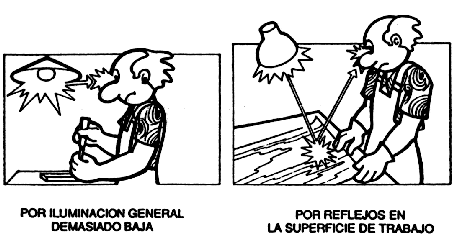 POR ILUMINACION GENERAL
DEMASIADO BAJA
POR REFLEJOS EN
LA SUPERFICIE DE TRABAJO